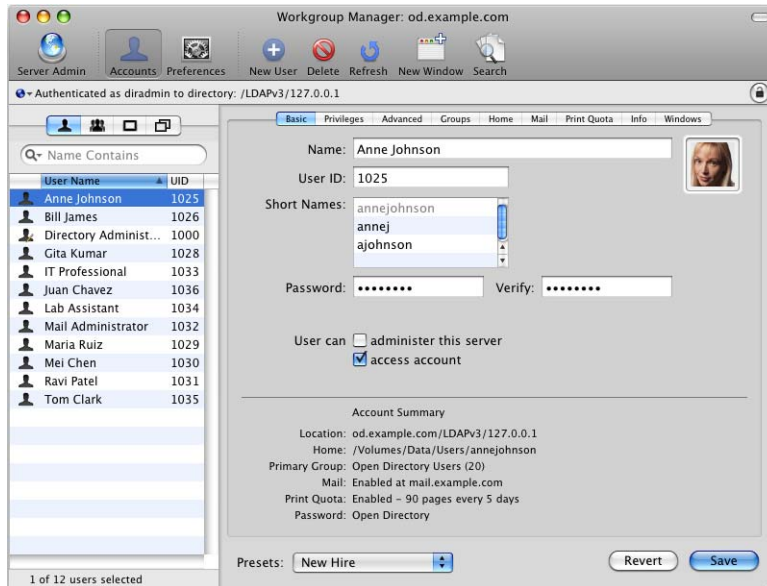 Workgroup Manager: od.example.com
Server Admin Accounts Preferences New User Delete Refresh New Window Search
Authenticated as diradmin to directory: /LDAPv3/127.0.0.1
Name Contains
User Name UID
Anne Johnson 1025
Bill James 1026
Directory Administ... 1000
Gita Kumar 1028
IT Professional 1033
Juan Chavez 1036
Lab Assistant 1034
Mail Administrator 1032
Maria Ruiz 1029
Mei Chen 1030
Ravi Patel 1031
Tom Clark 1035
1 of 12 users selected
Basic Privileges Advanced Groups Home Mail Print Quota Info Windows
Name: Anne Johnson
User ID: 1025
Short Names: annejohnson
annej
ajohnson
Password: •••••••• Verify: ••••••••
User can administer this server
access account
Account Summary
Location: od.example.com/LDAPv3/127.0.0.1
Home: /Volumes/Data/Users/annejohnson
Primary Group: Open Directory Users (20)
Mail: Enabled at mail.example.com
Print Quota: Enabled – 90 pages every 5 days
Password: Open Directory
Presets: New Hire Revert Save